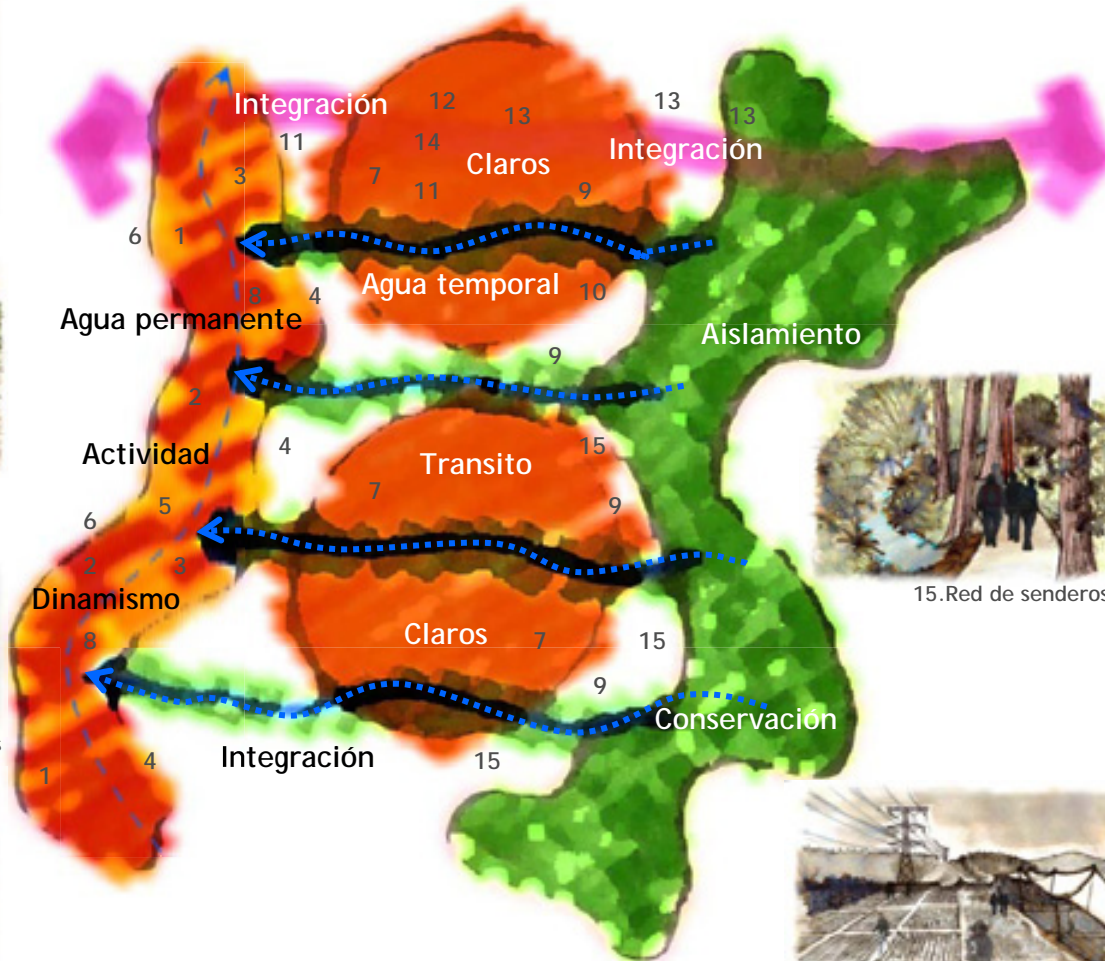 12
13
13
13
Integración
11
14
Integración
Claros
3
7
11
9
6
1
8
4
Agua temporal
10
Agua permanente
Aislamiento
9
2
Actividad
4
Transito
15
7
5
9
6
2
3
Dinamismo
15.Red de senderos
8
Claros
7
15
9
Conservación
Integración
15
4
1